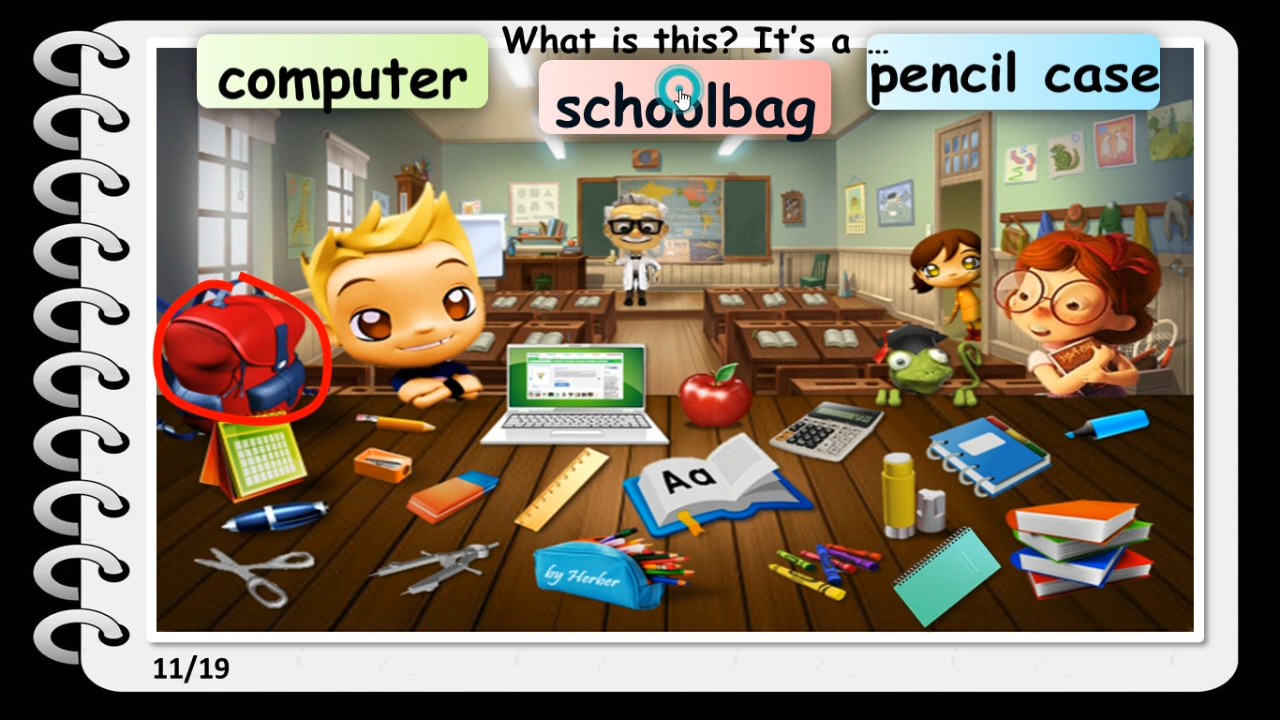 What is this? It's a ...
computer
schoolbag
pencil case
Aa
by Herber
11/19